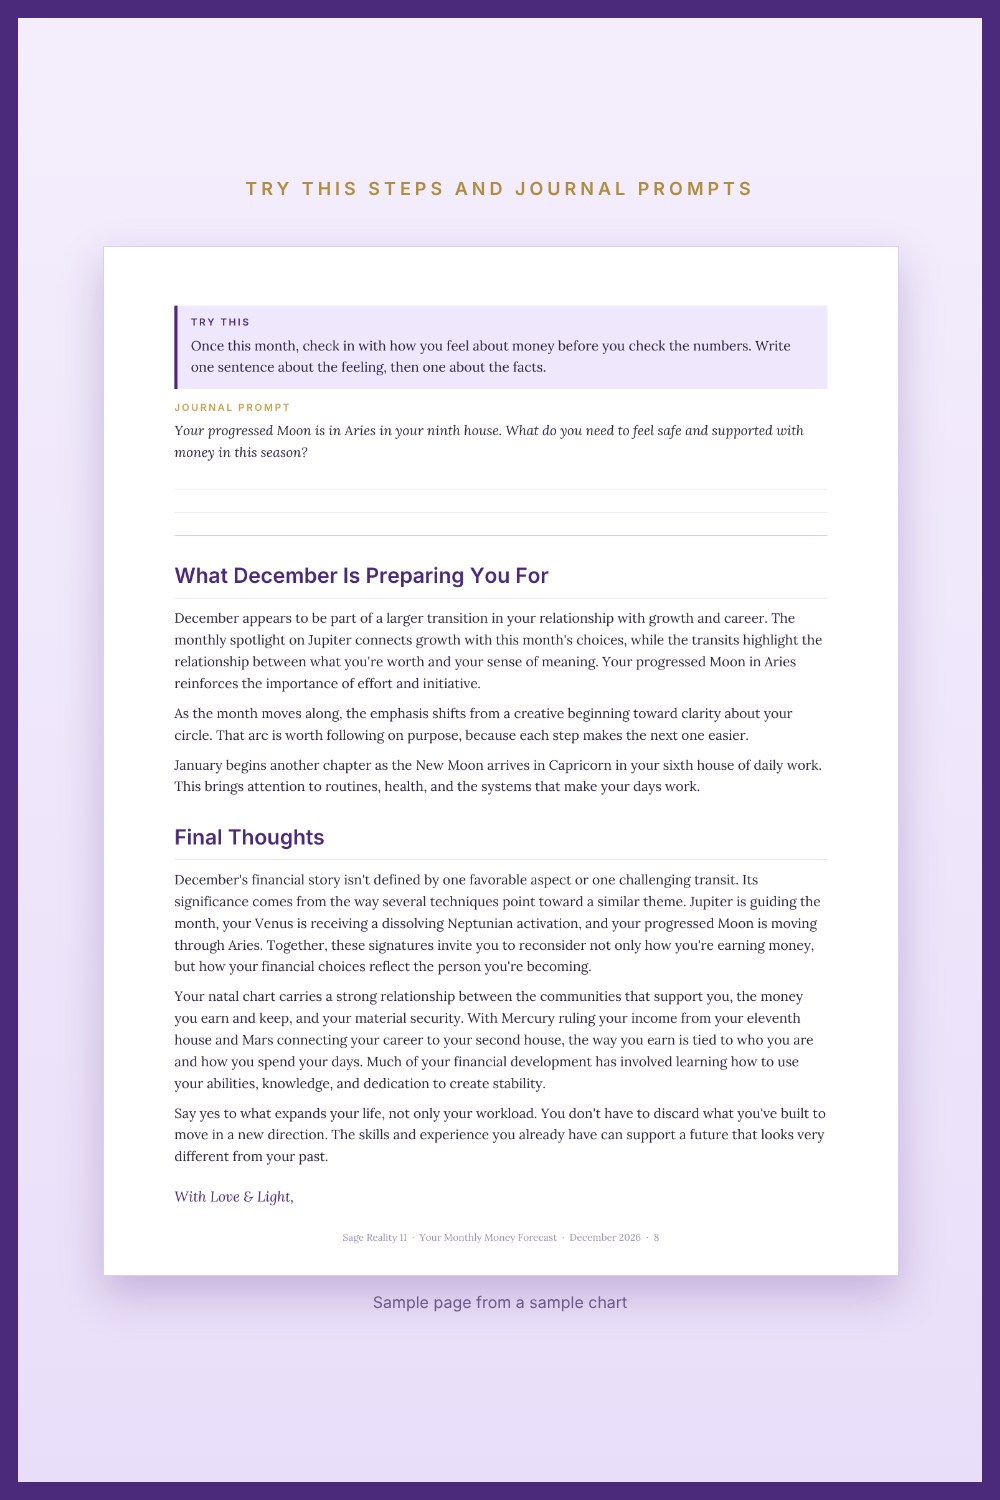 TRY THIS STEPS AND JOURNAL PROMPTS
TRY THIS
Once this month, check in with how you feel about money before you check the numbers. Write
one sentence about the feeling, then one about the facts.
JOURNAL PROMPT
Your progressed Moon is in Aries in your ninth house. What do you need to feel safe and supported with
money in this season?
What December Is Preparing You For
December appears to be part of a larger transition in your relationship with growth and career. The
monthly spotlight on Jupiter connects growth with this month's choices, while the transits highlight the
relationship between what you're worth and your sense of meaning. Your progressed Moon in Aries
reinforces the importance of effort and initiative.
As the month moves along, the emphasis shifts from a creative beginning toward clarity about your
circle. That arc is worth following on purpose, because each step makes the next one easier.
January begins another chapter as the New Moon arrives in Capricorn in your sixth house of daily work.
This brings attention to routines, health, and the systems that make your days work.
Final Thoughts
December's financial story isn't defined by one favorable aspect or one challenging transit. Its
significance comes from the way several techniques point toward a similar theme. Jupiter is guiding the
month, your Venus is receiving a dissolving Neptunian activation, and your progressed Moon is moving
through Aries. Together, these signatures invite you to reconsider not only how you're earning money,
but how your financial choices reflect the person you're becoming.
Your natal chart carries a strong relationship between the communities that support you, the money
you earn and keep, and your material security. With Mercury ruling your income from your eleventh
house and Mars connecting your career to your second house, the way you earn is tied to who you are
and how you spend your days. Much of your financial development has involved learning how to use
your abilities, knowledge, and dedication to create stability.
Say yes to what expands your life, not only your workload. You don't have to discard what you've built to
move in a new direction. The skills and experience you already have can support a future that looks very
different from your past.
With Love & Light,
Sage Reality 11 · Your Monthly Money Forecast · December 2026 · 8
Sample page from a sample chart